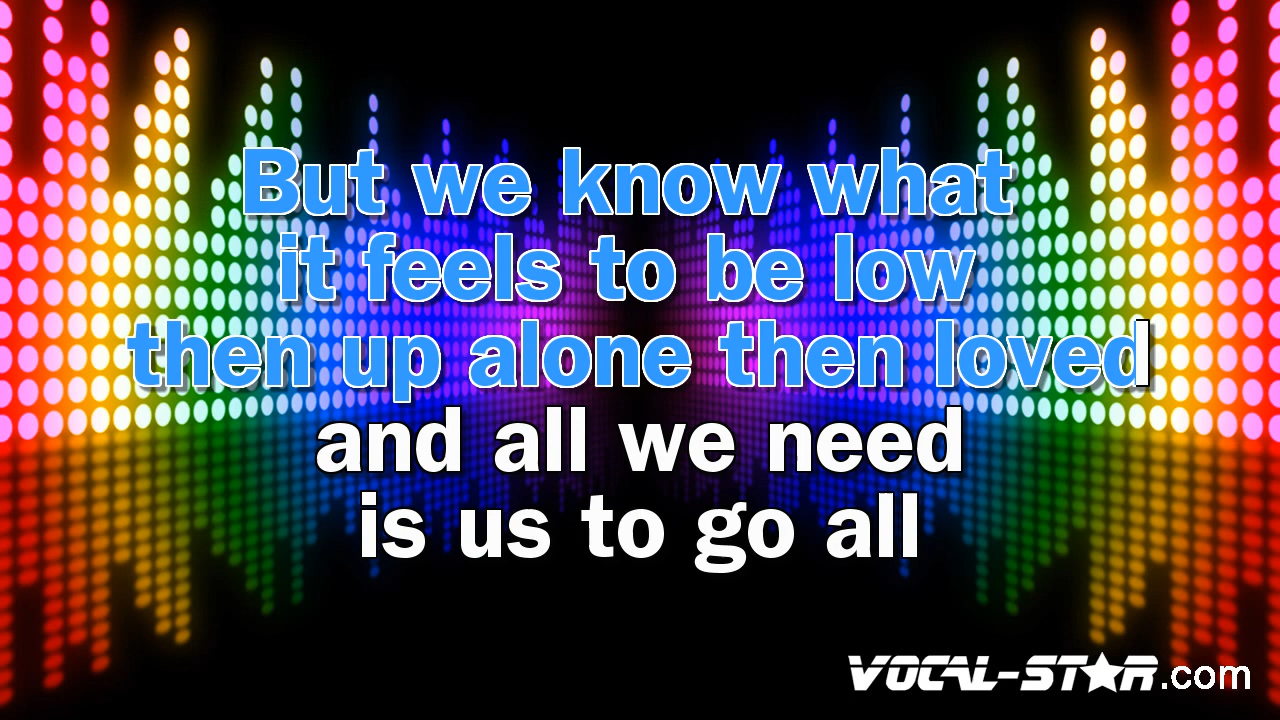 But we know what
it feels to be low
then up alone then loved
and all we need
is us to go all
VOCAL-STAR.com